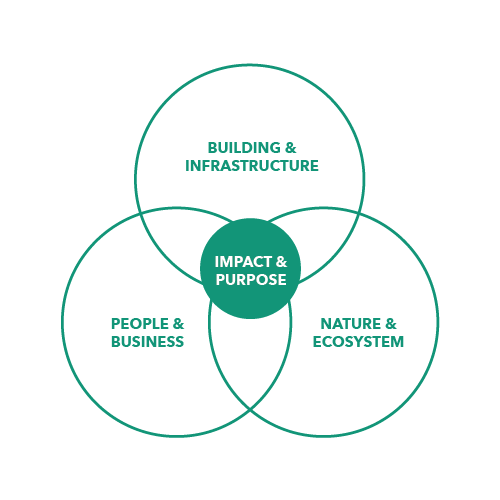 BUILDING &
INFRASTRUCTURE
IMPACT &
PURPOSE
PEOPLE &
BUSINESS
NATURE &
ECOSYSTEM